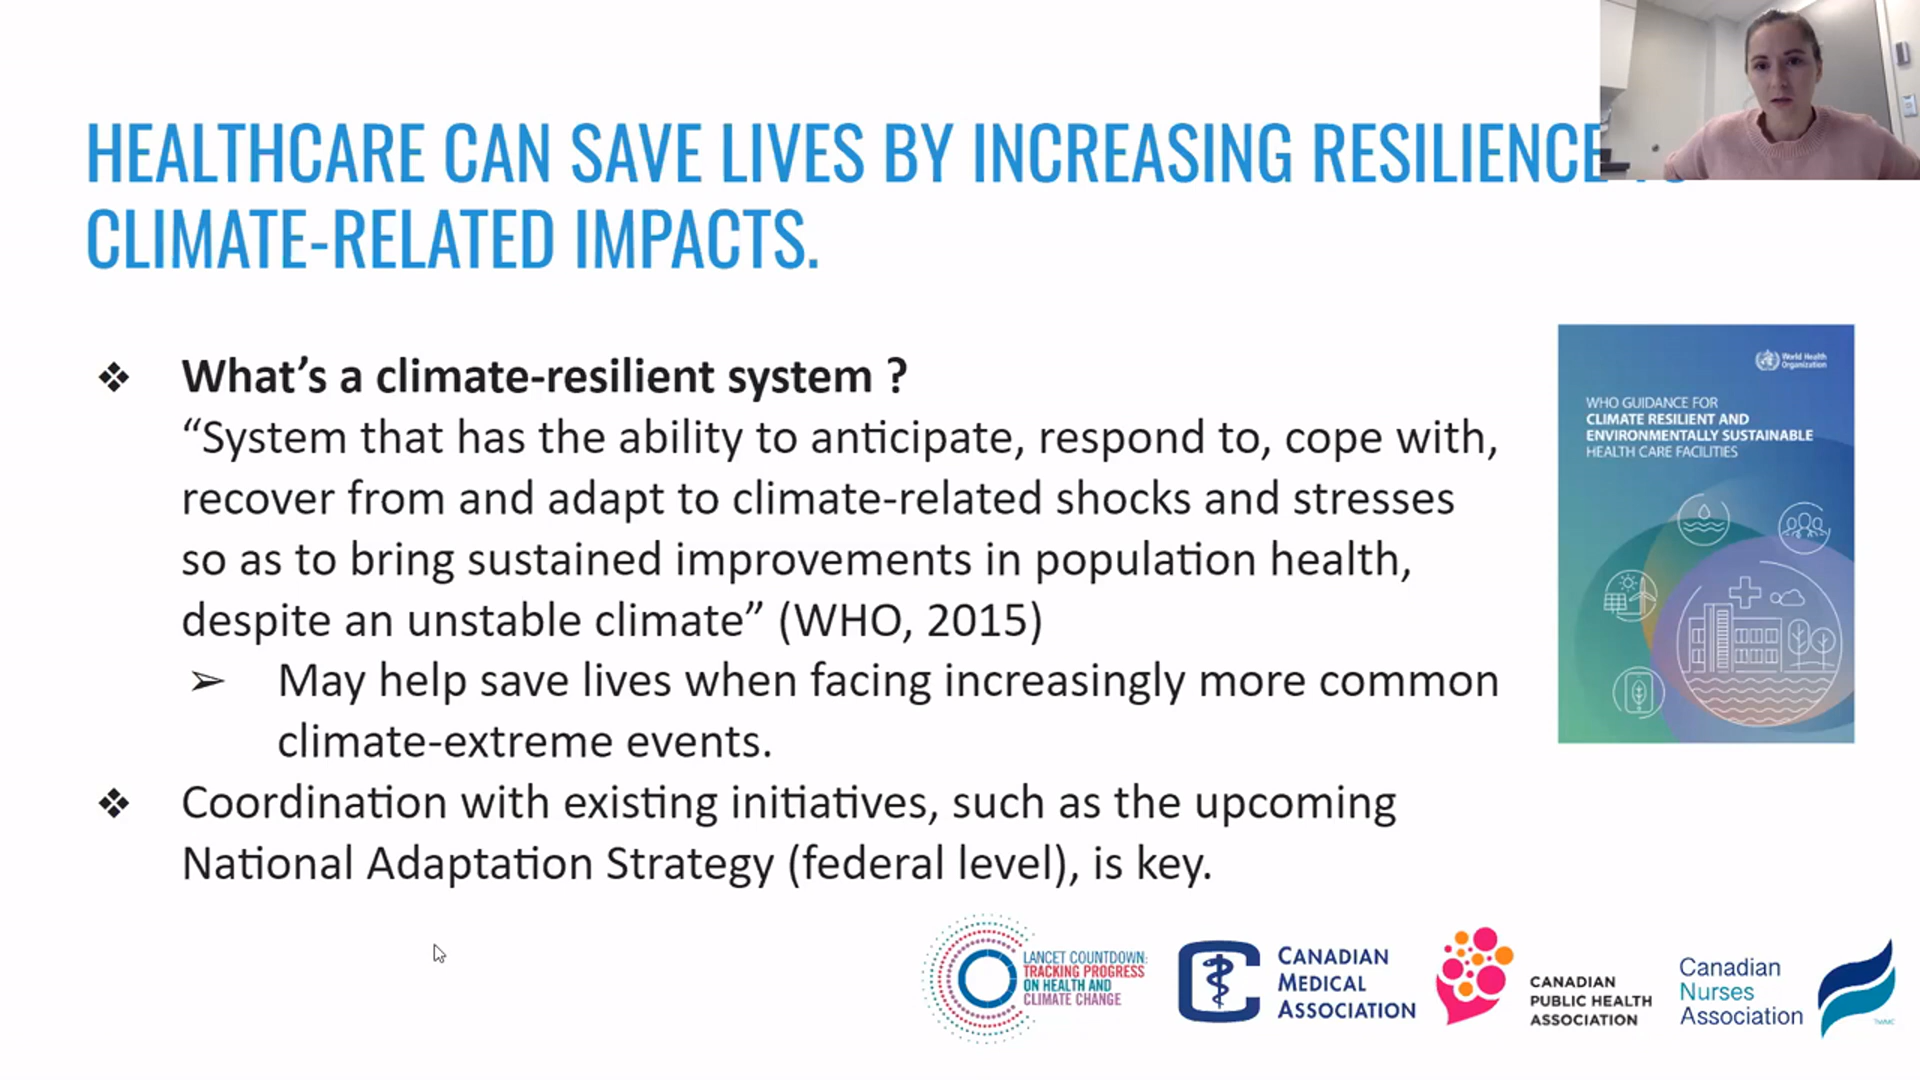 HEALTHCARE CAN SAVE LIVES BY INCREASING RESILIENCE
CLIMATE-RELATED IMPACTS.
❖ What's a climate-resilient system ?
“System that has the ability to anticipate, respond to, cope with,
recover from and adapt to climate-related shocks and stresses
so as to bring sustained improvements in population health,
despite an unstable climate” (WHO, 2015)
➢ May help save lives when facing increasingly more common
climate-extreme events.
❖ Coordination with existing initiatives, such as the upcoming
National Adaptation Strategy (federal level), is key.
World Health
Organization
WHO GUIDANCE FOR
CLIMATE RESILIENT AND
ENVIRONMENTALLY SUSTAINABLE
HEALTH CARE FACILITIES
LANCET COUNTDOWN:
TRACKING PROGRESS
ON HEALTH AND
CLIMATE CHANGE
CANADIAN
MEDICAL
ASSOCIATION
CANADIAN
PUBLIC HEALTH
ASSOCIATION
Canadian
Nurses
Association